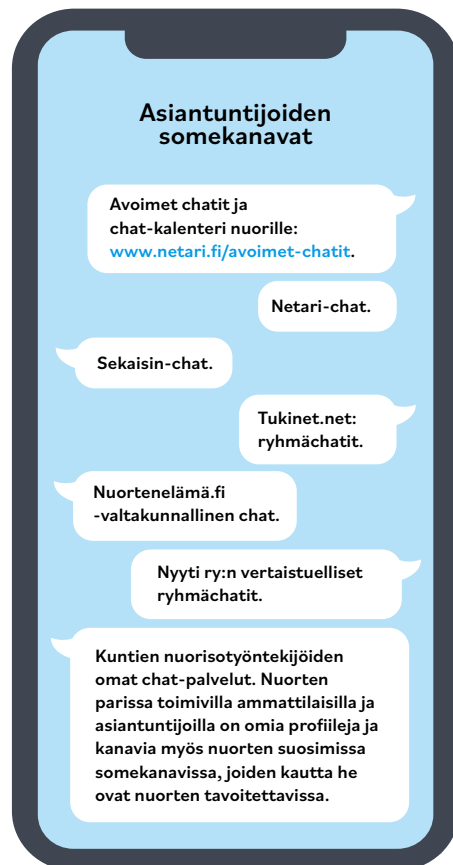 Asiantuntijoiden
somekanavat
Avoimet chatit ja
chat-kalenteri nuorille:
www.netari.fi/avoimet-chatit.
Netari-chat.
Sekaisin-chat.
Tukinet.net:
ryhmächatit.
Nuortenelämä.fi
-valtakunnallinen chat.
Nyyti ry:n vertaistuelliset
ryhmächatit.
Kuntien nuorisotyöntekijöiden
omat chat-palvelut. Nuorten
parissa toimivilla ammattilaisilla ja
asiantuntijoilla on omia profiileja ja
kanavia myös nuorten suosimissa
somekanavissa, joiden kautta he
ovat nuorten tavoitettavissa.